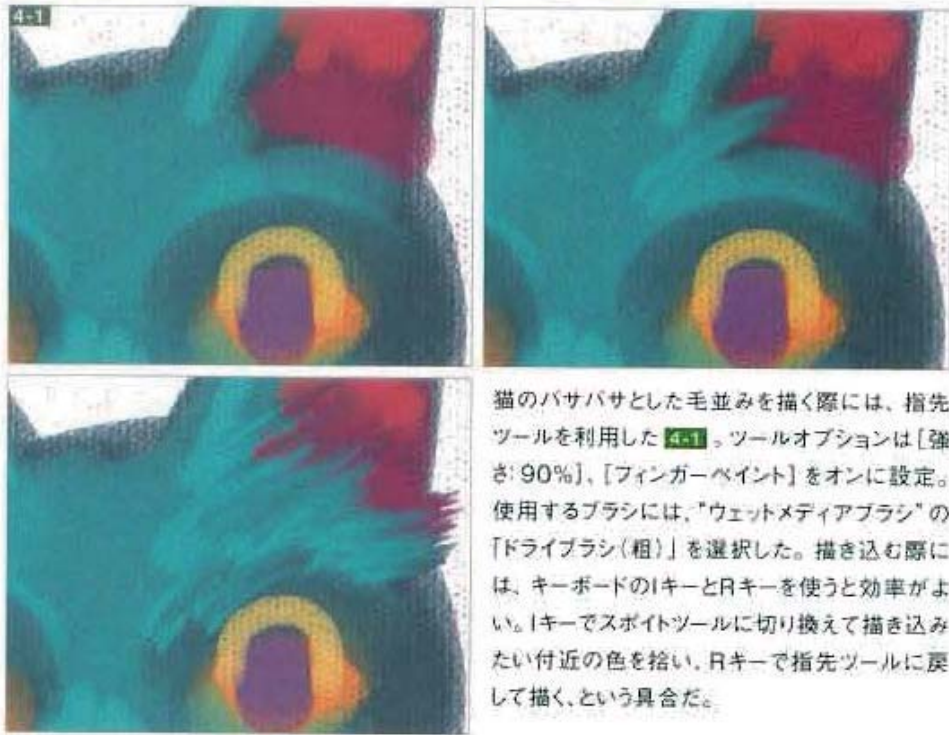 4-1
猫のバサバサとした毛並みを描く際には、指先
ツールを利用した 4-1 。ツールオプションは[強
さ:90%]、[フィンガーペイント]をオンに設定。
使用するブラシには、"ウェットメディアブラシ"の
「ドライブラシ(粗)」を選択した。描き込む際に
は、キーボードのIキーとRキーを使うと効率がよ
い。Iキーでスポイトツールに切り換えて描き込み
たい付近の色を拾い、Rキーで指先ツールに戻
して描く、という具合だ。